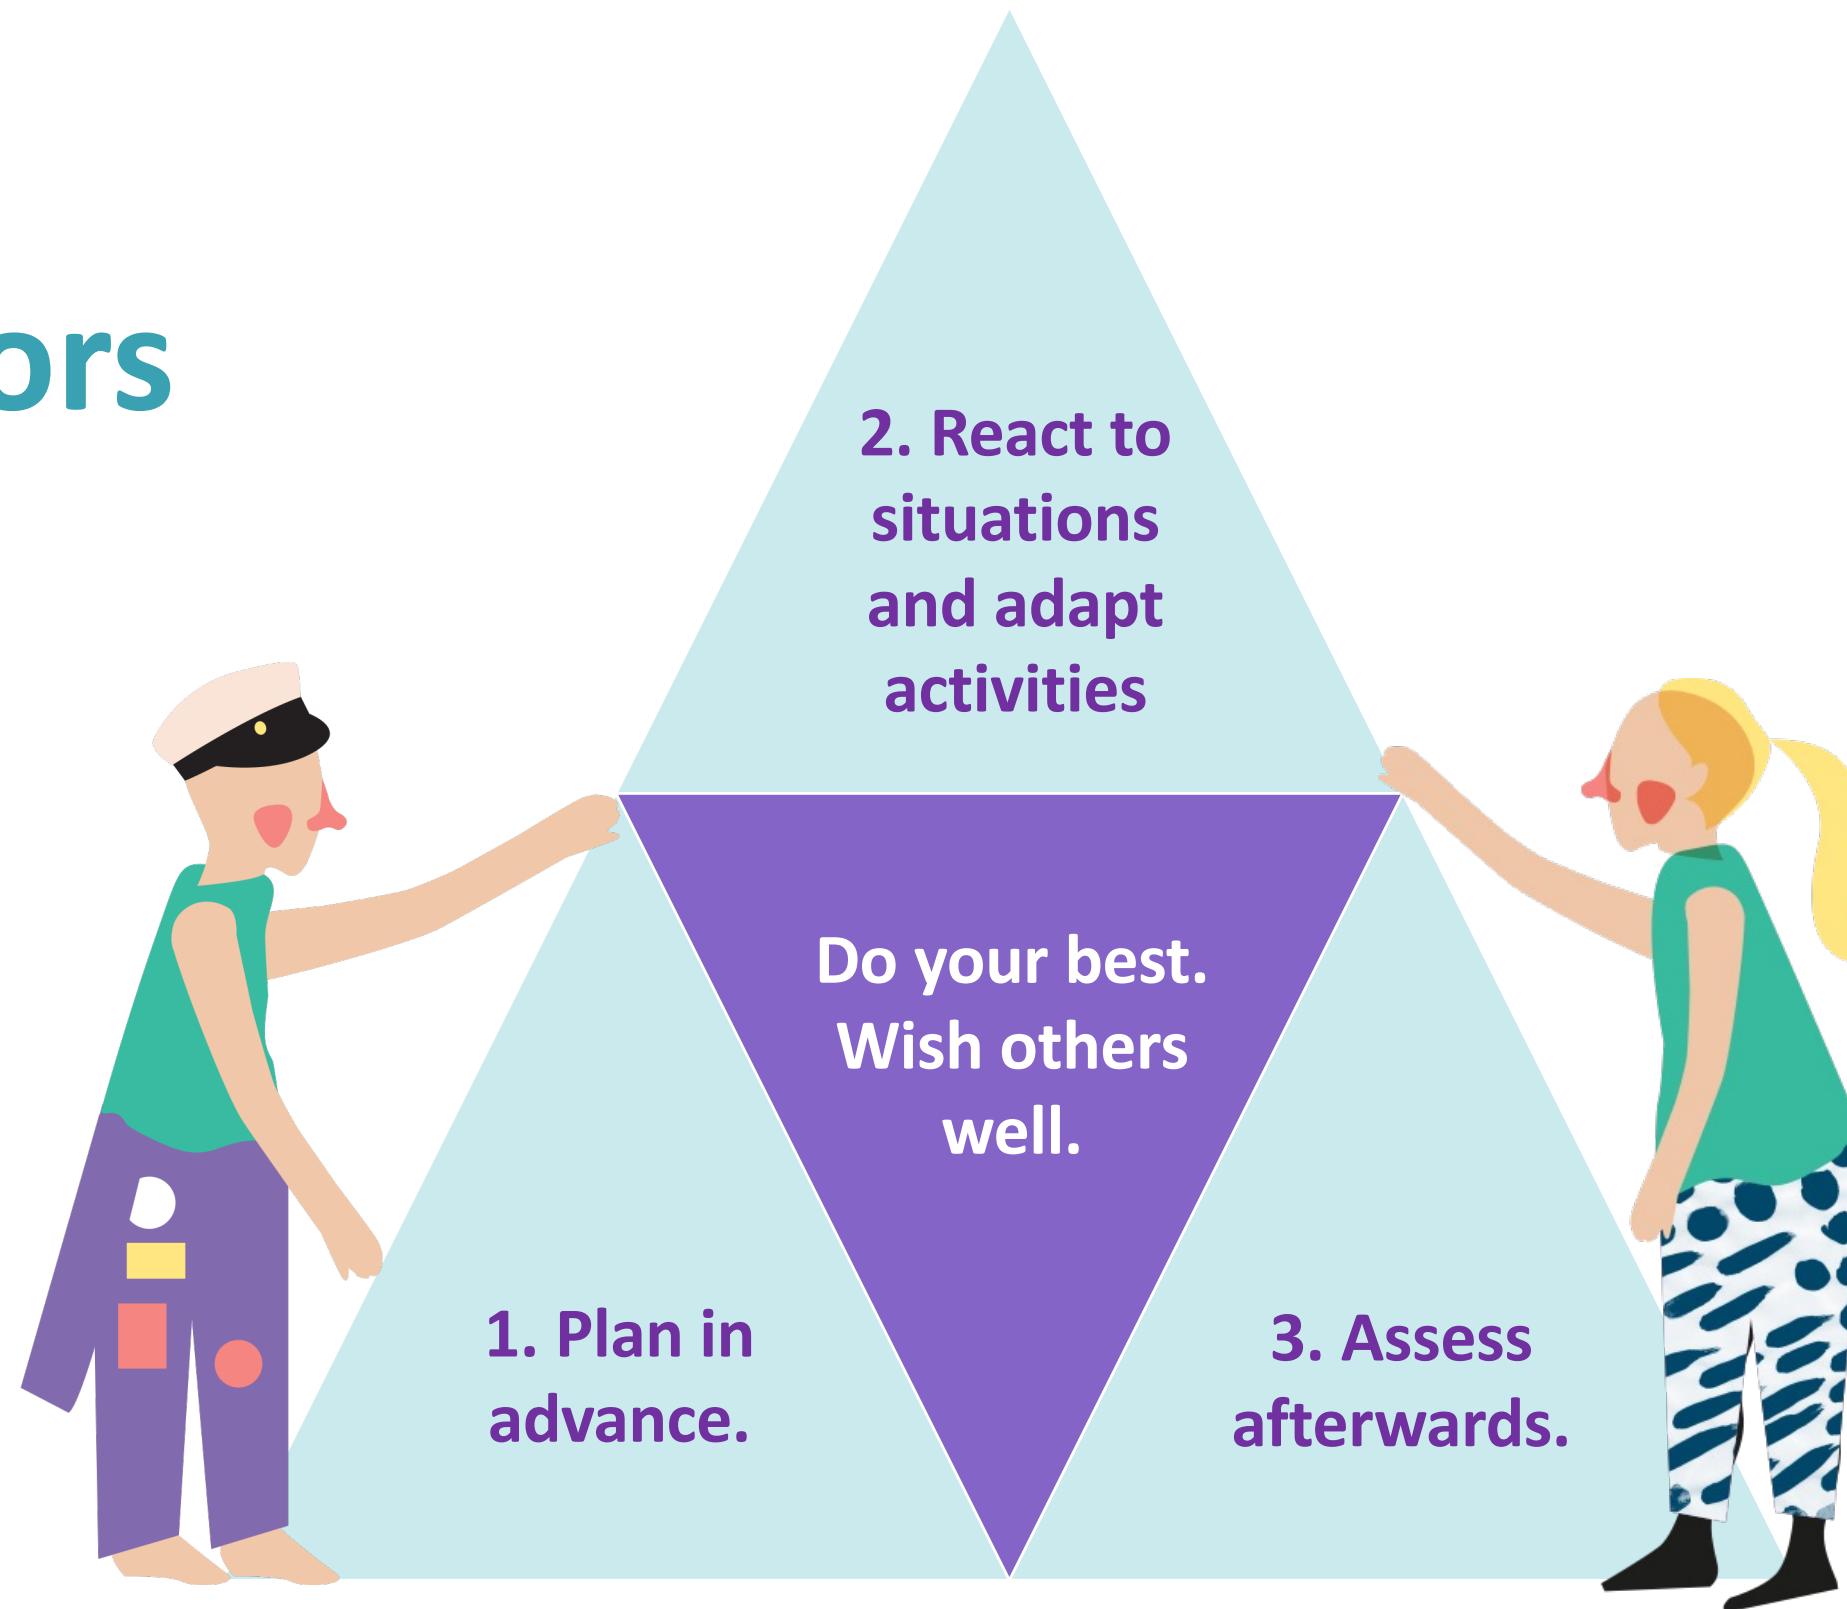 ors
2. React to
situations
and adapt
activities
Do your best.
Wish others
well.
1. Plan in
advance.
3. Assess
afterwards.